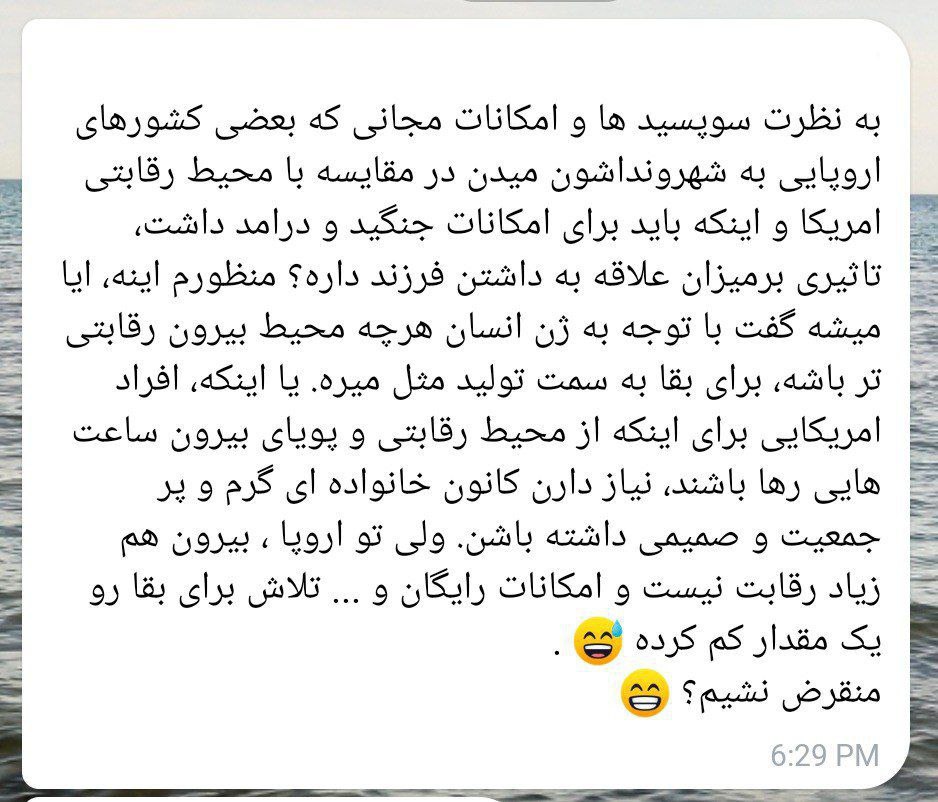 به نظرت سوپسید ها و امکانات مجانی که بعضی کشورهای
اروپایی به شهرونداشون میدن در مقایسه با محیط رقابتی
امریکا و اینکه باید برای امکانات جنگید و درامد داشت،
تاثیری برمیزان علاقه به داشتن فرزند داره؟ منظورم اینه، ایا
میشه گفت با توجه به ژن انسان هرچه محیط بیرون رقابتی
تر باشه، برای بقا به سمت تولید مثل میره. یا اینکه، افراد
امریکایی برای اینکه از محیط رقابتی و پویای بیرون ساعت
هایی رها باشند، نیاز دارن کانون خانواده ای گرم و پر
جمعیت و صمیمی داشته باشن. ولی تو اروپا ، بیرون هم
زیاد رقابت نیست و امکانات رایگان و ... تلاش برای بقا رو
یک مقدار کم کرده 😅 .
منقرض نشیم؟ 😁
6:29 PM